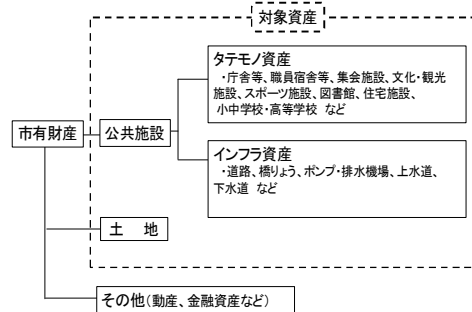 対象資産
タテモノ資産
・庁舎等、職員宿舎等、集会施設、文化・観光
施設、スポーツ施設、図書館、住宅施設、
小中学校・高等学校 など
市有財産
公共施設
インフラ資産
・道路、橋りょう、ポンプ・排水機場、上水道、
下水道 など
土 地
その他(動産、金融資産など)